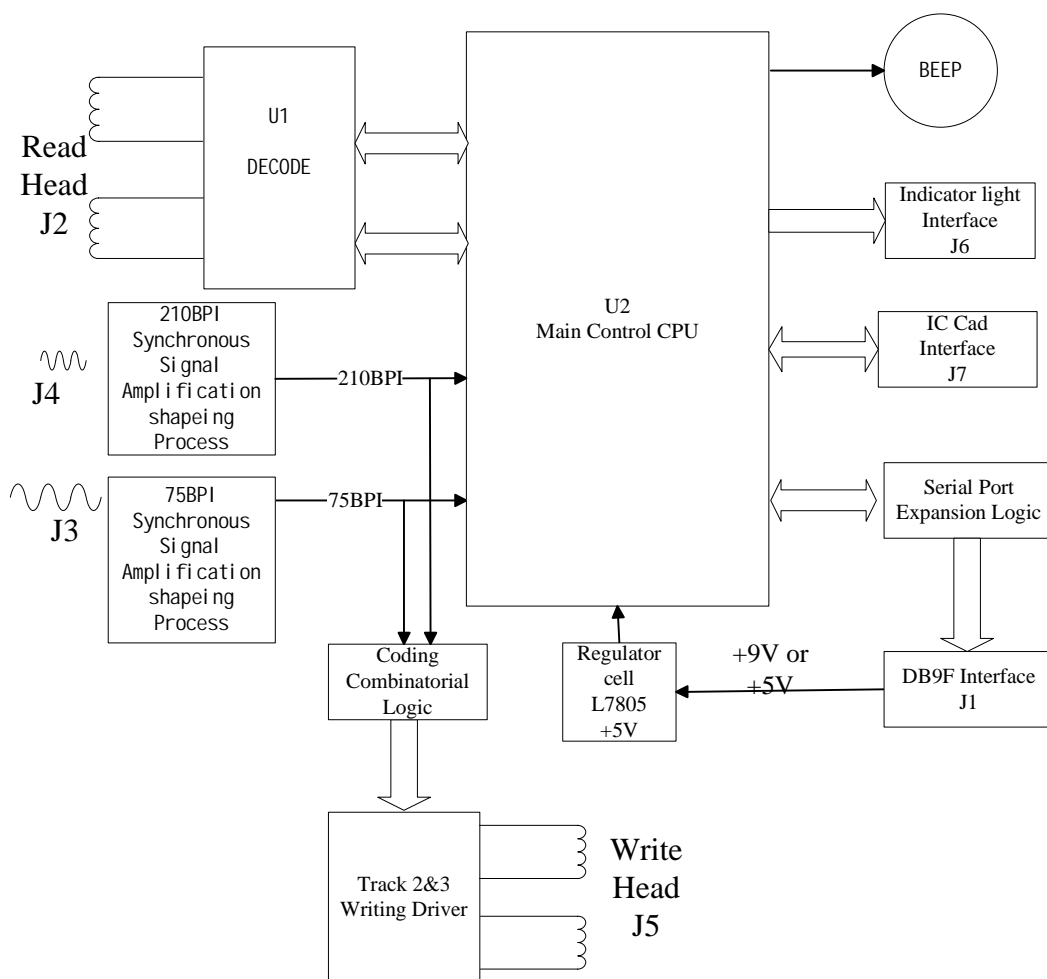 Read
Head
J2
U1
DECODE
U2
Main Control CPU
BEEP
Indicator light
Interface
J6
IC Cad
Interface
J7
Serial Port
Expansion Logic
DB9F Interface
J1
J4
210BPI
Synchronous
Signal
Amplification
shapeing
Process
210BPI
J3
75BPI
Synchronous
Signal
Amplification
shapeing
Process
75BPI
Coding
Combinatorial
Logic
Regulator
cell
L7805
+5V
+9V or
+5V
Track 2&3
Writing Driver
Write
Head
J5